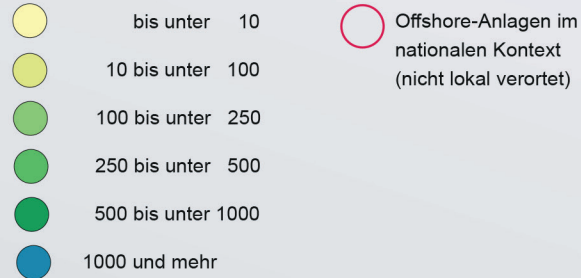 bis unter 10
10 bis unter 100
100 bis unter 250
250 bis unter 500
500 bis unter 1000
1000 und mehr
Offshore-Anlagen im
nationalen Kontext
(nicht lokal verortet)